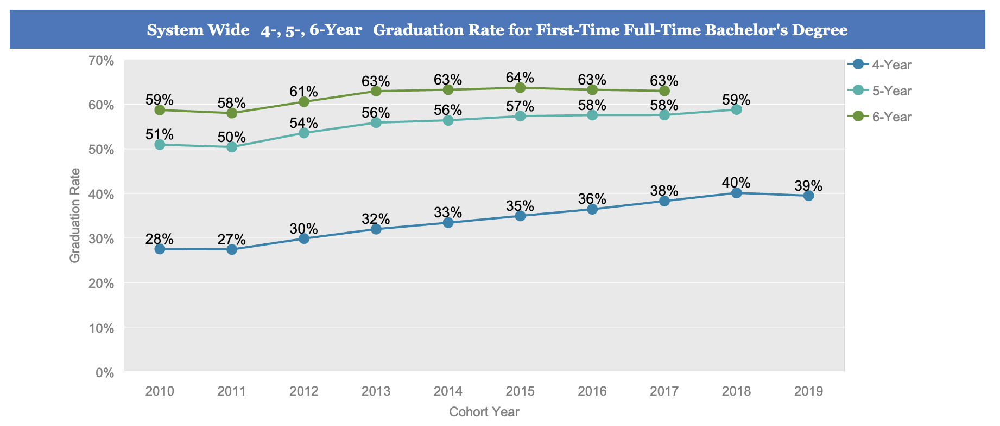 System Wide 4-, 5-, 6-Year Graduation Rate for First-Time Full-Time Bachelor's Degree
70%
60%
50%
40%
30%
20%
10%
0%
Graduation Rate
59% 58% 61% 63% 63% 64% 63% 63%
51% 50% 54% 56% 56% 57% 58% 58% 59%
28% 27% 30% 32% 33% 35% 36% 38% 40% 39%
2010 2011 2012 2013 2014 2015 2016 2017 2018 2019
Cohort Year
4-Year
5-Year
6-Year